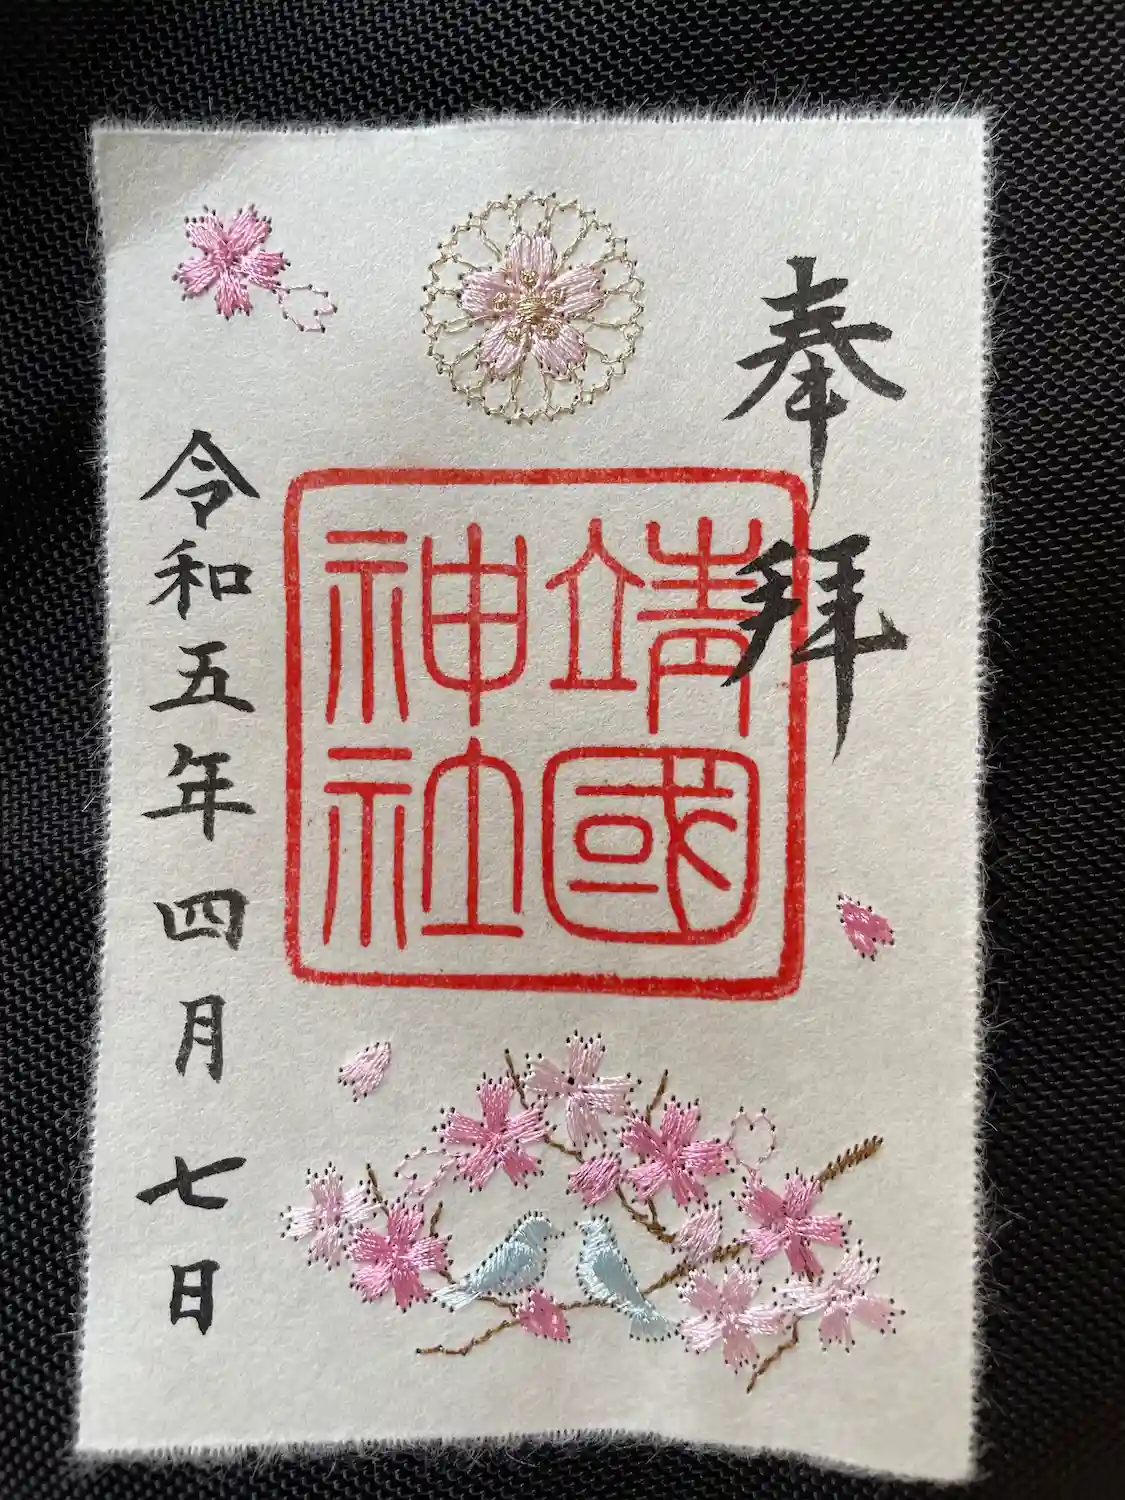 奉拝
靖國
神社
令和五年四月七日